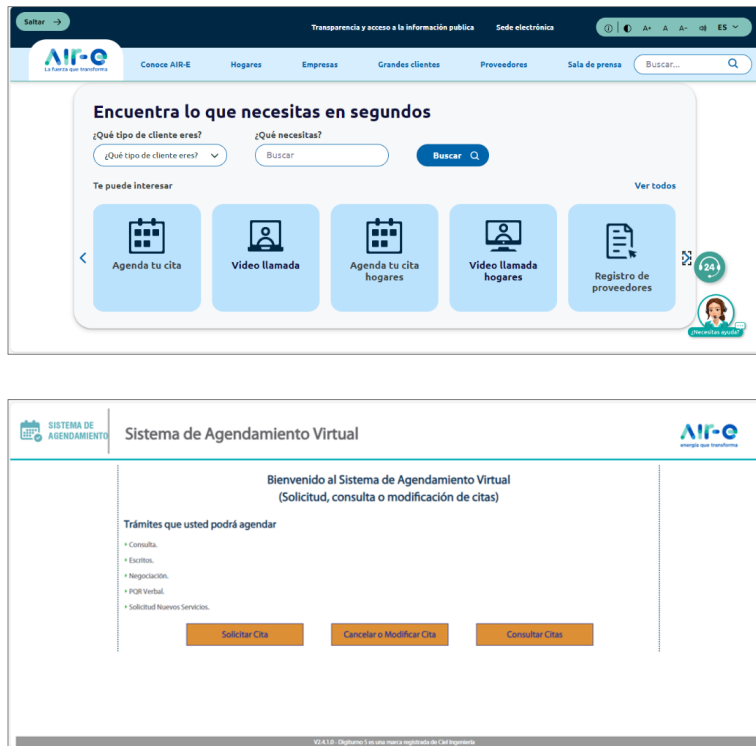 Saltar →
Transparencia y acceso a la información publica Sede electrónica A+ A A- ES
AIr-e
La fuerza que transforma
Conoce AIR-E Hogares Empresas Grandes clientes Proveedores Sala de prensa Buscar...
Encuentra lo que necesitas en segundos
¿Qué tipo de cliente eres? ¿Qué necesitas?
¿Qué tipo de cliente eres? Buscar Buscar
Te puede interesar Ver todos
Agenda tu cita
Video llamada
Agenda tu cita
hogares
Video llamada
hogares
Registro de
proveedores
24
¿Necesitas ayuda?
SISTEMA DE
AGENDAMIENTO
Sistema de Agendamiento Virtual
AIr-e
energía que transforma
Bienvenido al Sistema de Agendamiento Virtual
(Solicitud, consulta o modificación de citas)
Trámites que usted podrá agendar
Consulta.
Escritos.
Negociación.
PQR Verbal.
Solicitud Nuevos Servicios.
Solicitar Cita Cancelar o Modificar Cita Consultar Citas
V2.4.1.0 - Digiturno 5 es una marca registrada de Ciel Ingeniería